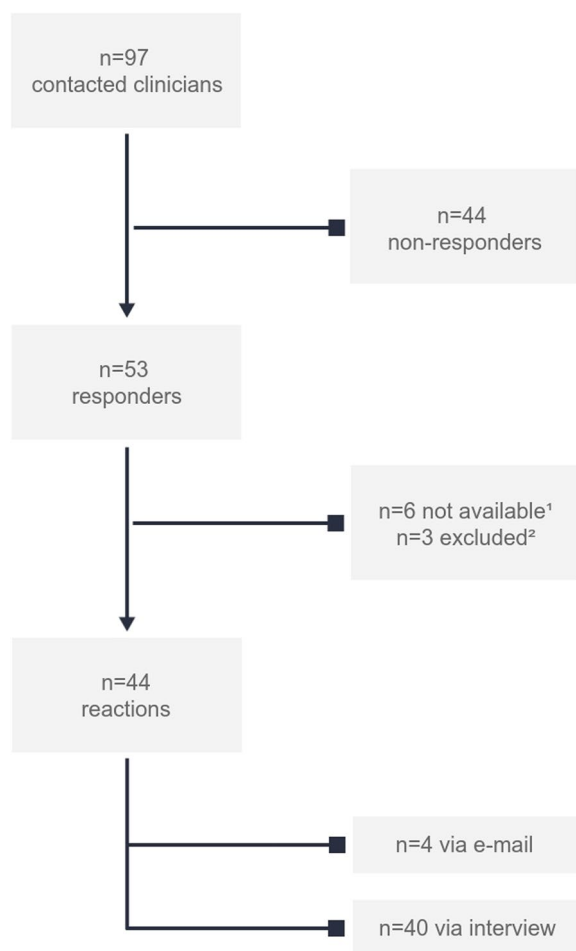 n=97
contacted clinicians
n=44
non-responders
n=53
responders
n=6 not available¹
n=3 excluded²
n=44
reactions
n=4 via e-mail
n=40 via interview